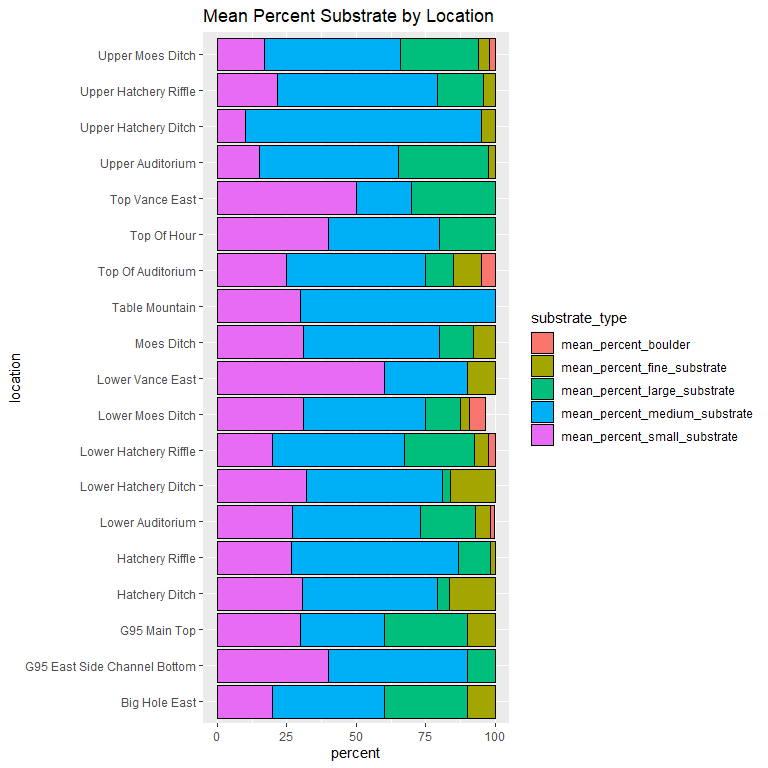 Mean Percent Substrate by Location
Upper Moes Ditch
Upper Hatchery Riffle
Upper Hatchery Ditch
Upper Auditorium
Top Vance East
Top Of Hour
Top Of Auditorium
Table Mountain
Moes Ditch
Lower Vance East
Lower Moes Ditch
Lower Hatchery Riffle
Lower Hatchery Ditch
Lower Auditorium
Hatchery Riffle
Hatchery Ditch
G95 Main Top
G95 East Side Channel Bottom
Big Hole East
location
0 25 50 75 100
percent
substrate_type
mean_percent_boulder
mean_percent_fine_substrate
mean_percent_large_substrate
mean_percent_medium_substrate
mean_percent_small_substrate